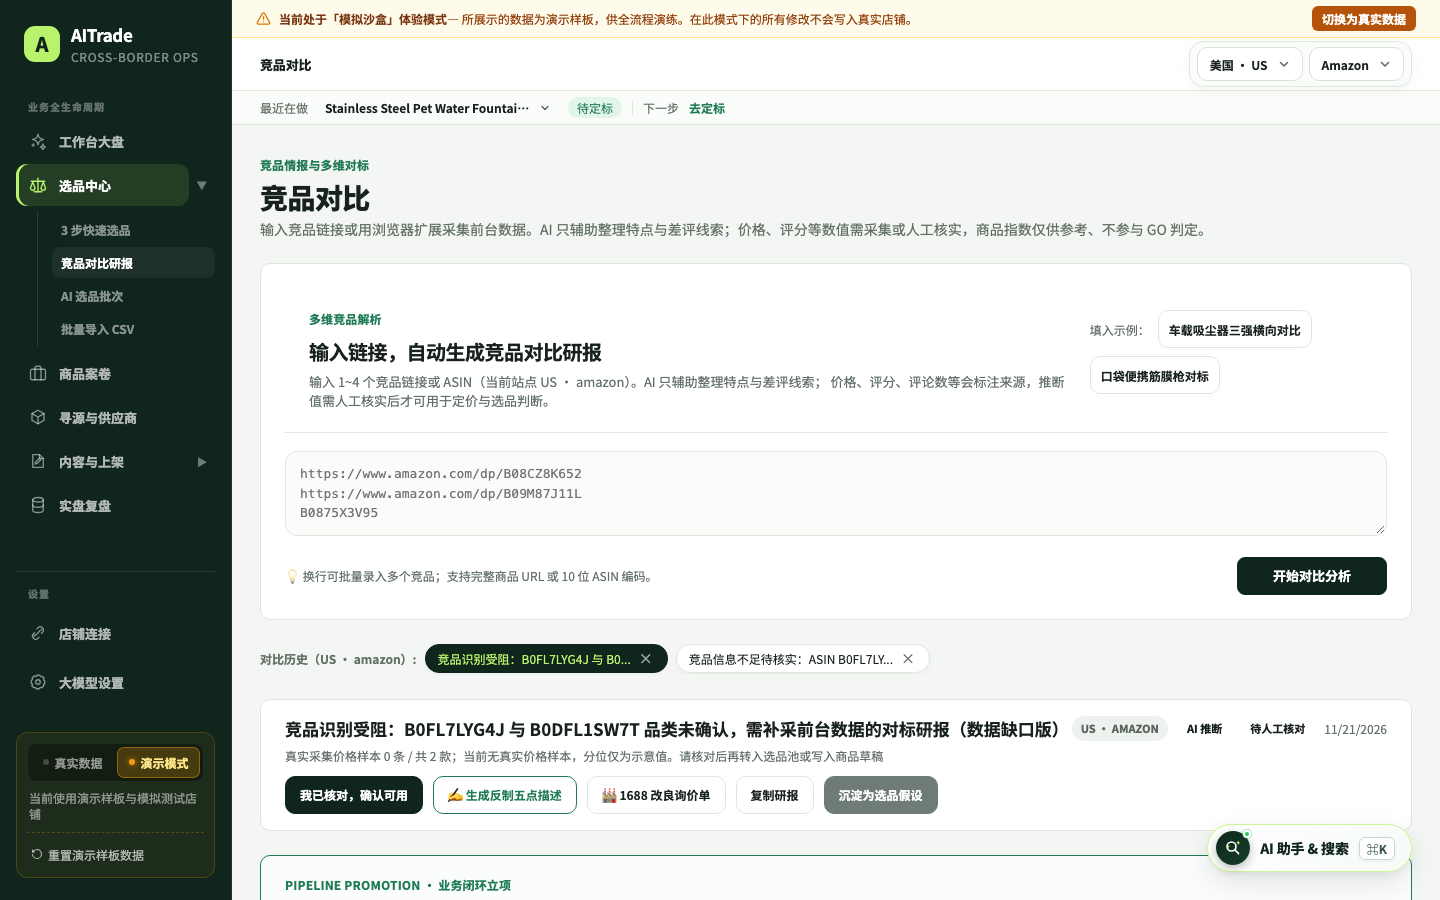 A
AITrade
CROSS-BORDER OPS
业务全生命周期
工作台大盘
选品中心
3 步快速选品
竞品对比研报
AI 选品批次
批量导入 CSV
商品案卷
寻源与供应商
内容与上架
实盘复盘
设置
店铺连接
大模型设置
真实数据
演示模式
当前使用演示样板与模拟测试店铺
重置演示样板数据
当前处于「模拟沙盒」体验模式— 所展示的数据为演示样板，供全流程演练。在此模式下的所有修改不会写入真实店铺。
切换为真实数据
竞品对比
美国 · US
Amazon
最近在做
Stainless Steel Pet Water Fountai...
待定标
下一步
去定标
竞品情报与多维对标
竞品对比
输入竞品链接或用浏览器扩展采集前台数据。AI 只辅助整理特点与差评线索；价格、评分等数值需采集或人工核实，商品指数仅供参考、不参与 GO 判定。
多维竞品解析
输入链接，自动生成竞品对比研报
输入 1~4 个竞品链接或 ASIN（当前站点 US · amazon）。AI 只辅助整理特点与差评线索； 价格、评分、评论数等会标注来源，推断
值需人工核实后才可用于定价与选品判断。
填入示例：
车载吸尘器三强横向对比
口袋便携筋膜枪对标
https://www.amazon.com/dp/B08CZ8K652
https://www.amazon.com/dp/B09M87J11L
B0875X3V95
💡 换行可批量录入多个竞品；支持完整商品 URL 或 10 位 ASIN 编码。
开始对比分析
对比历史（US · amazon）:
竞品识别受阻：B0FL7LYG4J 与 B0...
竞品信息不足待核实：ASIN B0FL7LY...
竞品识别受阻：B0FL7LYG4J 与 B0DFL1SW7T 品类未确认，需补采前台数据的对标研报（数据缺口版）
US · AMAZON
AI 推断
待人工核对
11/21/2026
真实采集价格样本 0 条 / 共 2 款；当前无真实价格样本，分位仅为示意值。请核对后再转入选品池或写入商品草稿
我已核对，确认可用
✍️ 生成反制五点描述
🏭 1688 改良询价单
复制研报
沉淀为选品假设
AI 助手 & 搜索
⌘K
PIPELINE PROMOTION · 业务闭环立项